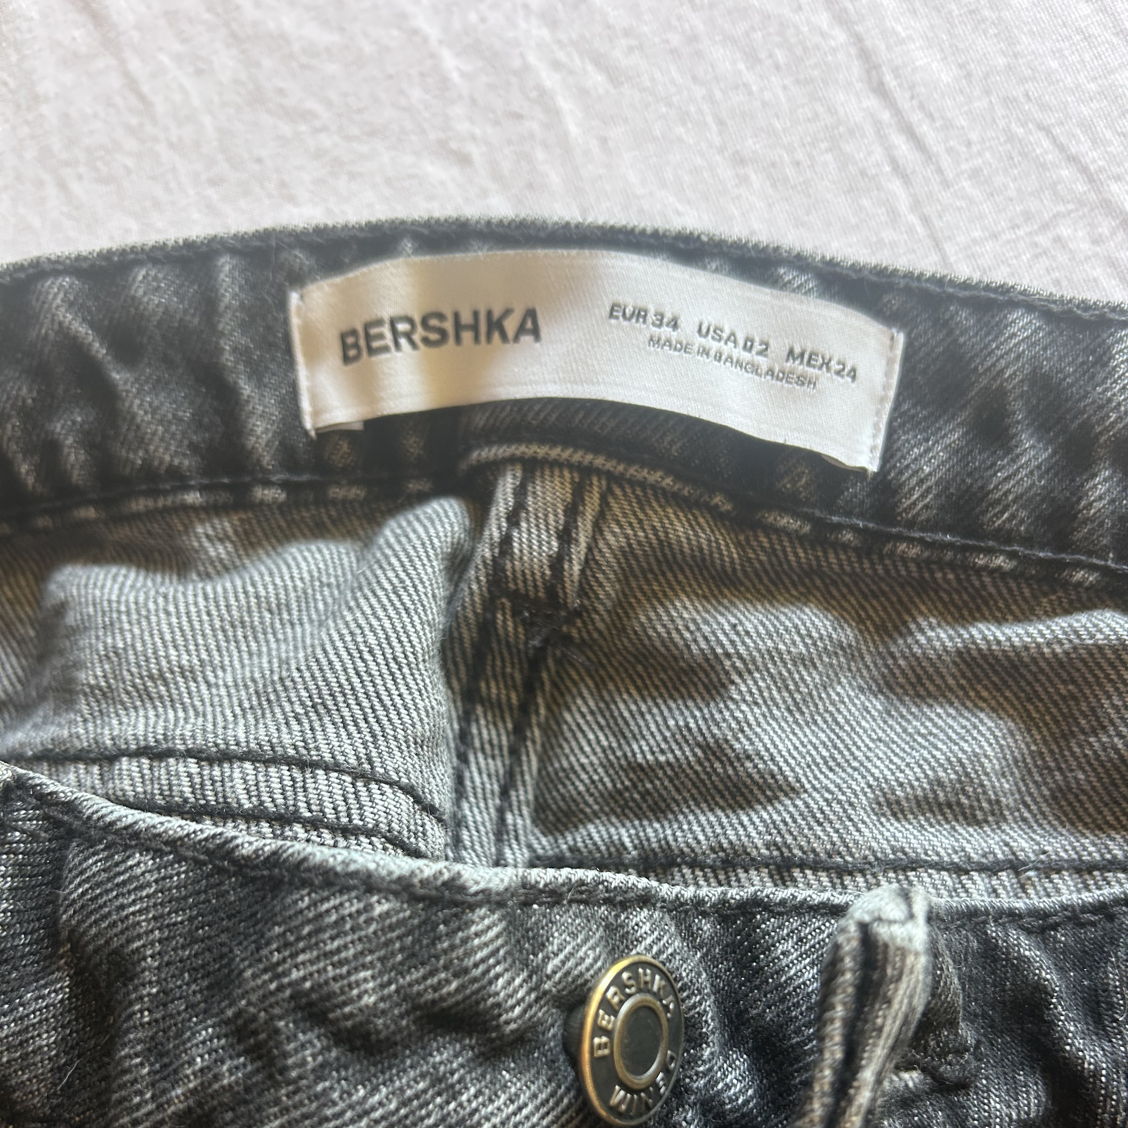 BERSHKA
EUR 34 USA 02 MEX 24
MADE IN BANGLADESH
BERSHKA
DENIM